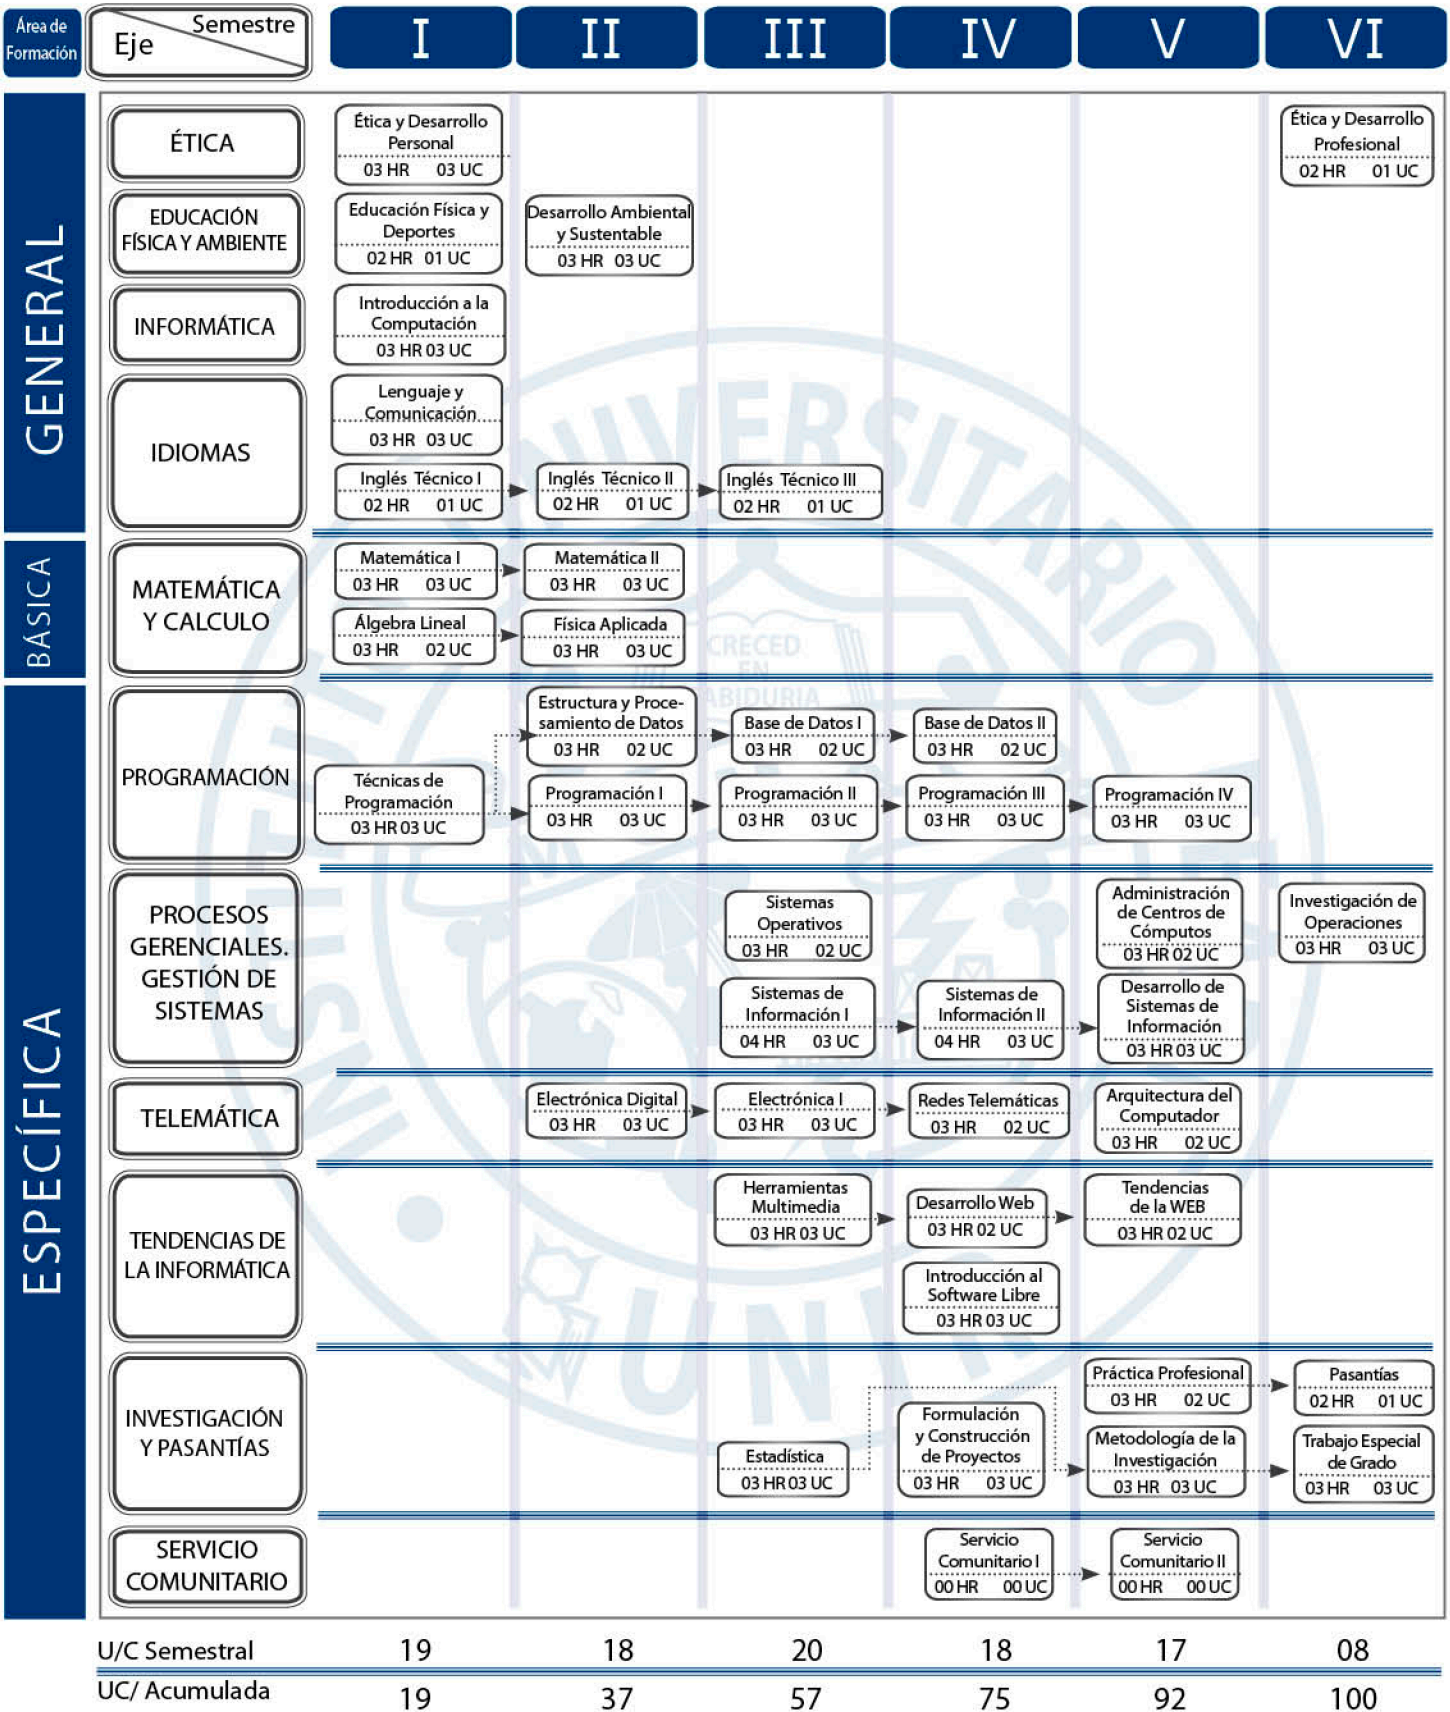 Área de
Formación
Semestre
Eje
I
II
III
IV
V
VI
GENERAL
ÉTICA
Ética y Desarrollo
Personal
03 HR 03 UC
Ética y Desarrollo
Profesional
02 HR 01 UC
EDUCACIÓN
FÍSICA Y AMBIENTE
Educación Física y
Deportes
02 HR 01 UC
Desarrollo Ambiental
y Sustentable
03 HR 03 UC
INFORMÁTICA
Introducción a la
Computación
03 HR 03 UC
IDIOMAS
Lenguaje y
Comunicación
03 HR 03 UC
Inglés Técnico I
02 HR 01 UC
Inglés Técnico II
02 HR 01 UC
Inglés Técnico III
02 HR 01 UC
BÁSICA
MATEMÁTICA
Y CALCULO
Matemática I
03 HR 03 UC
Matemática II
03 HR 03 UC
Álgebra Lineal
03 HR 02 UC
Física Aplicada
03 HR 03 UC
ESPECÍFICA
PROGRAMACIÓN
Técnicas de
Programación
03 HR 03 UC
Estructura y Proce-
samiento de Datos
03 HR 02 UC
Base de Datos I
03 HR 02 UC
Base de Datos II
03 HR 02 UC
Programación I
03 HR 03 UC
Programación II
03 HR 03 UC
Programación III
03 HR 03 UC
Programación IV
03 HR 03 UC
PROCESOS
GERENCIALES.
GESTIÓN DE
SISTEMAS
Sistemas
Operativos
03 HR 02 UC
Administración
de Centros de
Cómputos
03 HR 02 UC
Investigación de
Operaciones
03 HR 03 UC
Sistemas de
Información I
04 HR 03 UC
Sistemas de
Información II
04 HR 03 UC
Desarrollo de
Sistemas de
Información
03 HR 03 UC
TELEMÁTICA
Electrónica Digital
03 HR 03 UC
Electrónica I
03 HR 03 UC
Redes Telemáticas
03 HR 02 UC
Arquitectura del
Computador
03 HR 02 UC
TENDENCIAS DE
LA INFORMÁTICA
Herramientas
Multimedia
03 HR 03 UC
Desarrollo Web
03 HR 02 UC
Tendencias
de la WEB
03 HR 02 UC
Introducción al
Software Libre
03 HR 03 UC
INVESTIGACIÓN
Y PASANTÍAS
Estadística
03 HR 03 UC
Formulación
y Construcción
de Proyectos
03 HR 03 UC
Práctica Profesional
03 HR 02 UC
Pasantías
02 HR 01 UC
Metodología de la
Investigación
03 HR 03 UC
Trabajo Especial
de Grado
03 HR 03 UC
SERVICIO
COMUNITARIO
Servicio
Comunitario I
00 HR 00 UC
Servicio
Comunitario II
00 HR 00 UC
U/C Semestral 19 18 20 18 17 08
UC/ Acumulada 19 37 57 75 92 100
CRECED
EN
UNIVERSITARIO